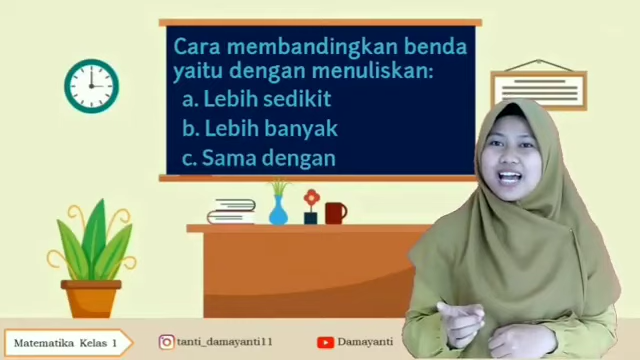 Cara membandingkan benda
yaitu dengan menuliskan:
a. Lebih sedikit
b. Lebih banyak
c. Sama dengan
Matematika Kelas 1
tanti_damayanti11
Damayanti